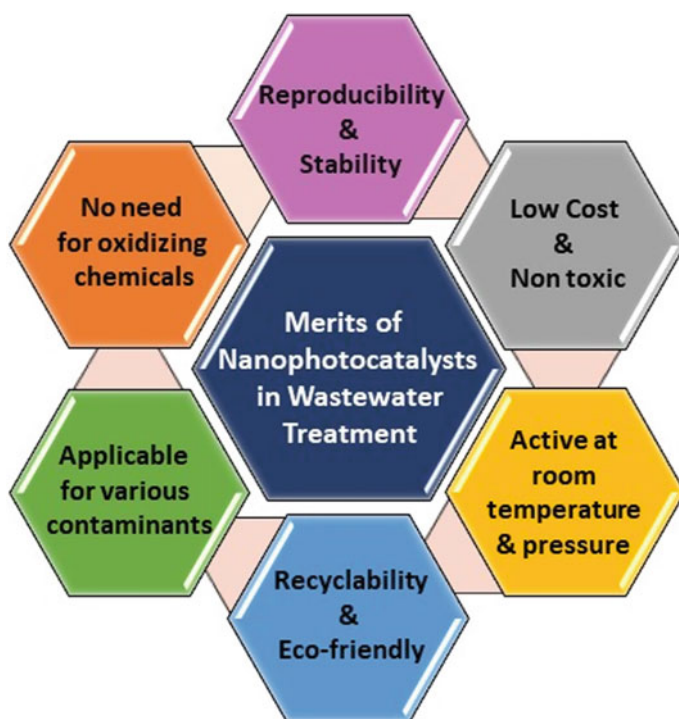 Reproducibility
&
Stability
Low Cost
&
Non toxic
Active at
room
temperature
& pressure
Recyclability
&
Eco-friendly
Applicable
for various
contaminants
No need
for oxidizing
chemicals
Merits of
Nanophotocatalysts
in Wastewater
Treatment